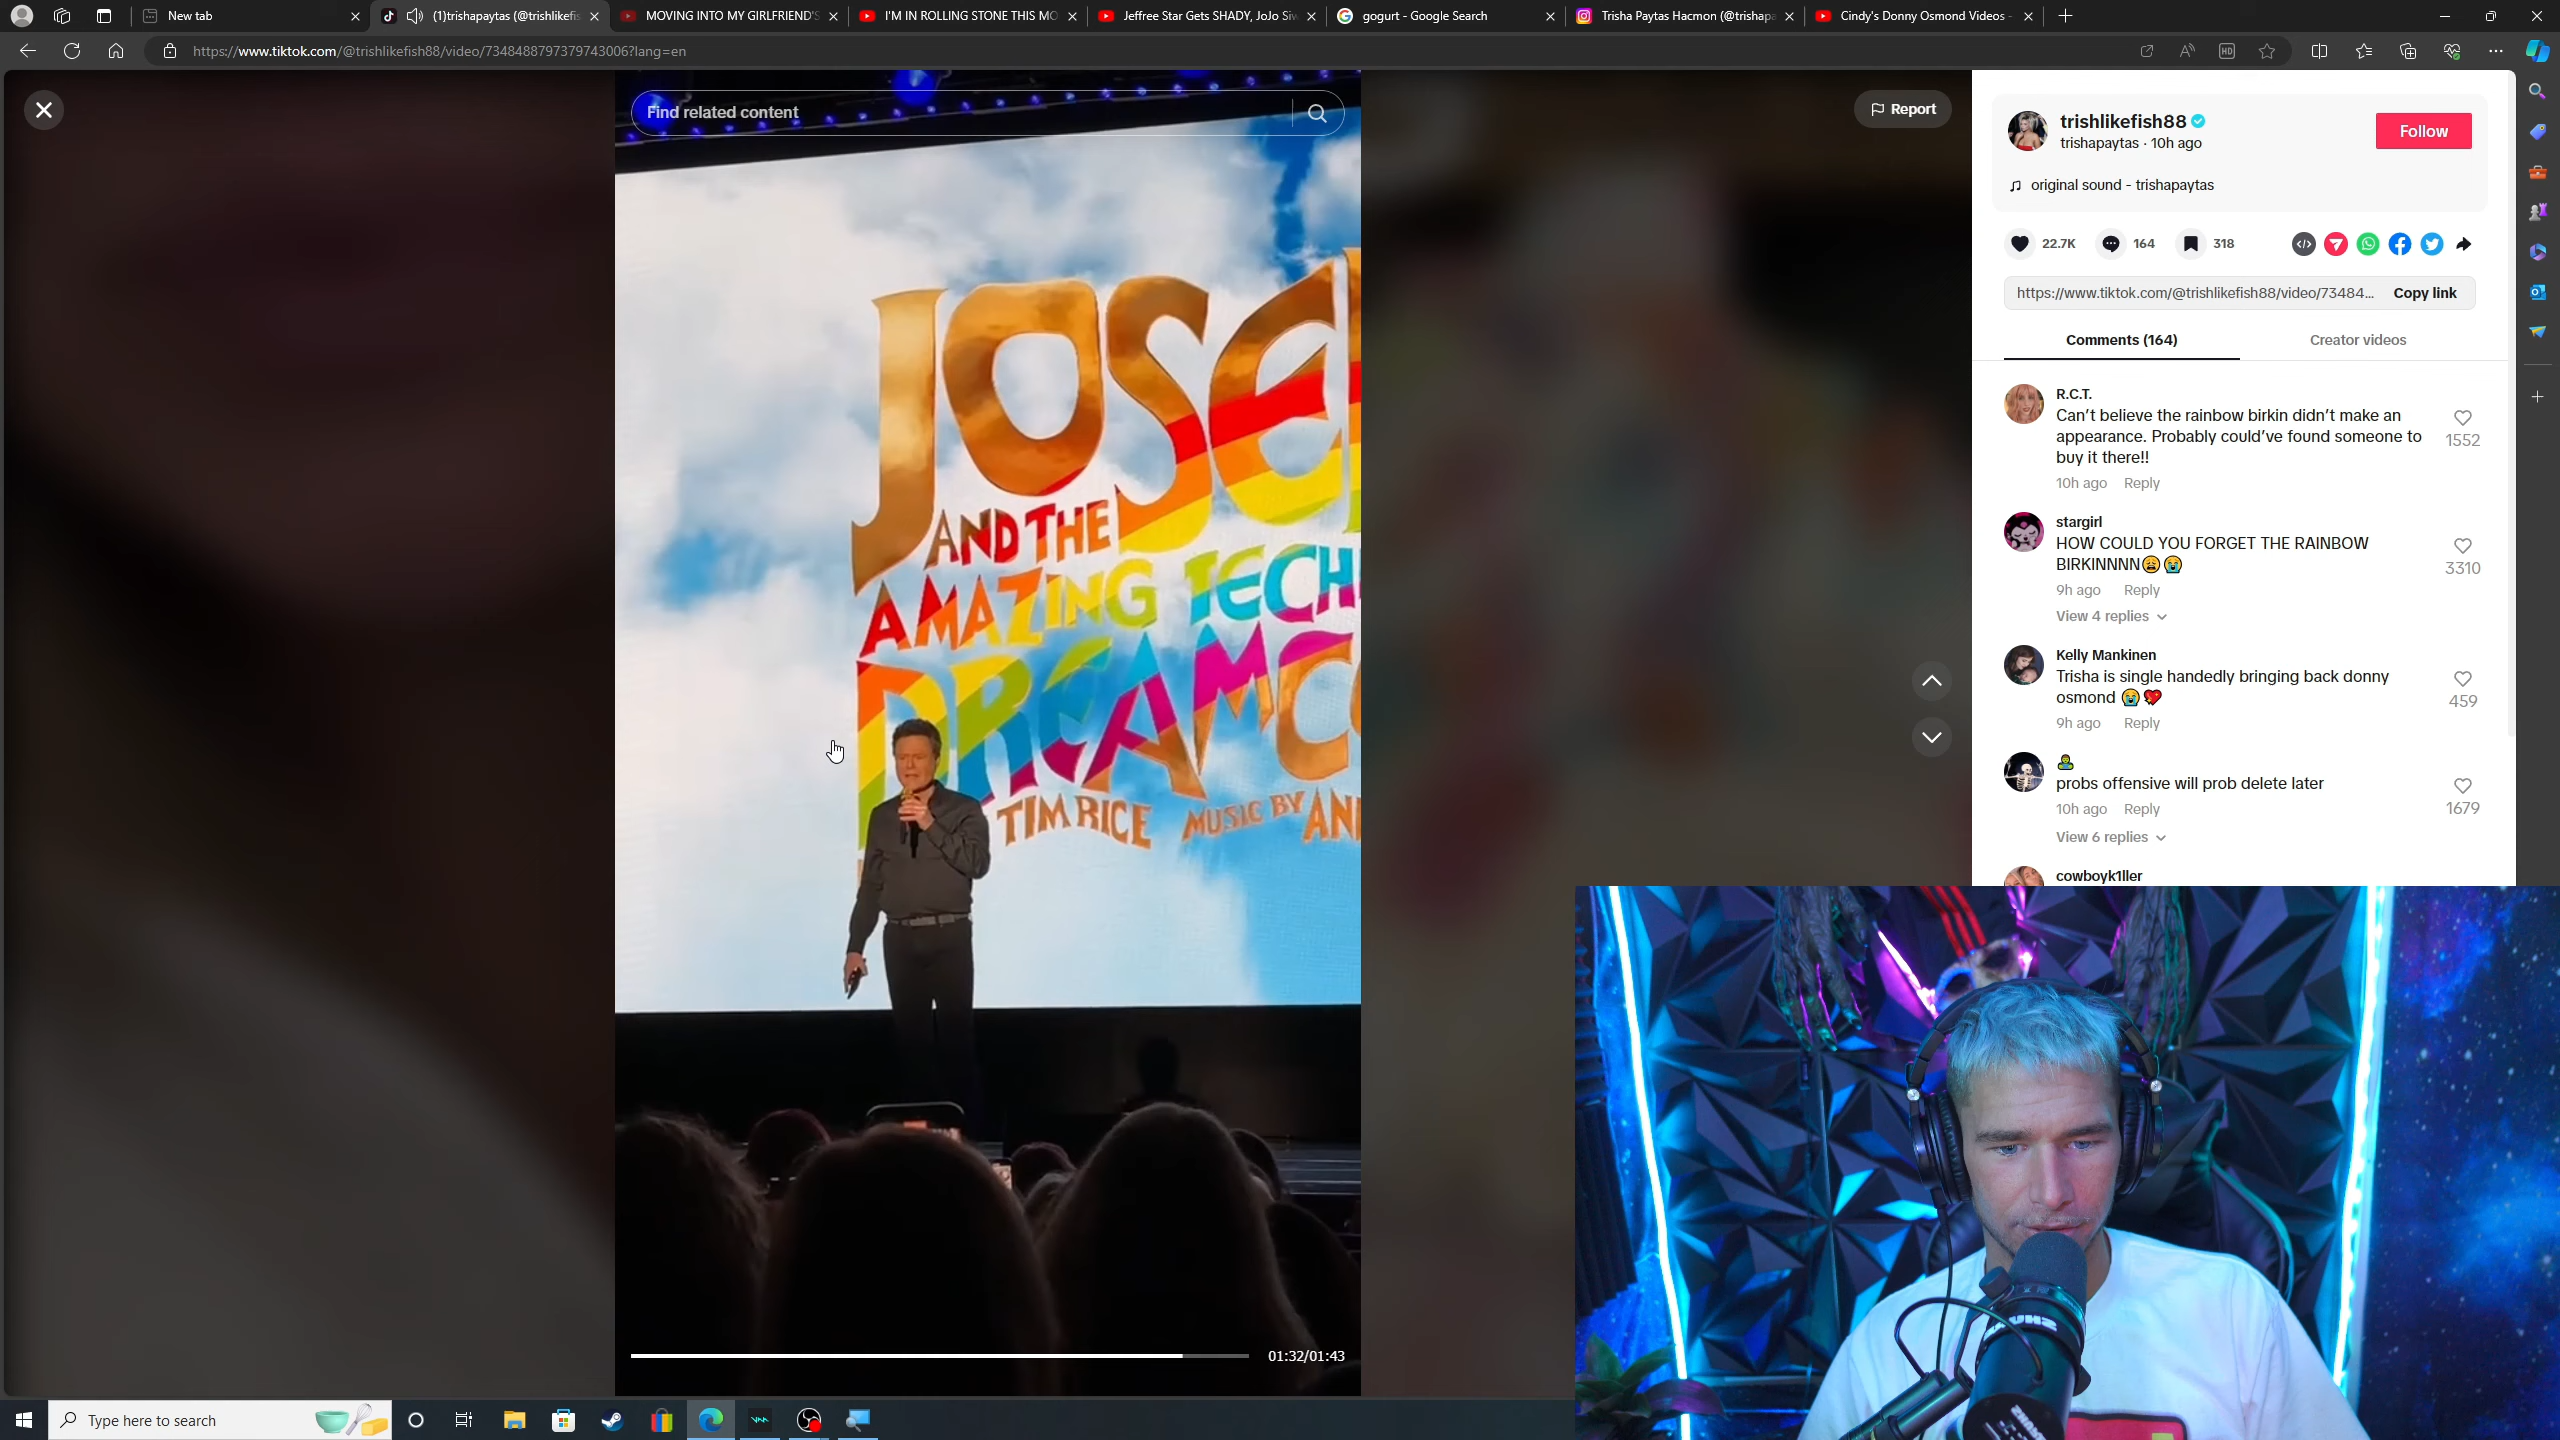 New tab
(1)trishapaytas (@trishlikefis
MOVING INTO MY GIRLFRIEND'S
I'M IN ROLLING STONE THIS MO
Jeffree Star Gets SHADY, JoJo Siw
gogurt - Google Search
Trisha Paytas Hacmon (@trishapa
Cindy's Donny Osmond Videos -
https://www.tiktok.com/@trishlikefish88/video/7348488797379743006?lang=en
Find related content
Report
JOSE
AND THE
AMAZING TECH
DREAMCO
TIM RICE MUSIC BY AN
01:32/01:43
trishlikefish88
trishapaytas · 10h ago
Follow
original sound - trishapaytas
22.7K
164
318
https://www.tiktok.com/@trishlikefish88/video/73484...
Copy link
Comments (164)
Creator videos
R.C.T.
Can't believe the rainbow birkin didn't make an
appearance. Probably could've found someone to
buy it there!!
1552
10h ago Reply
stargirl
HOW COULD YOU FORGET THE RAINBOW
BIRKINNNN😩😭
3310
9h ago Reply
View 4 replies
Kelly Mankinen
Trisha is single handedly bringing back donny
osmond 😭💖
459
9h ago Reply
🧟‍♂️
probs offensive will prob delete later
1679
10h ago Reply
View 6 replies
cowboyk1ller
Type here to search